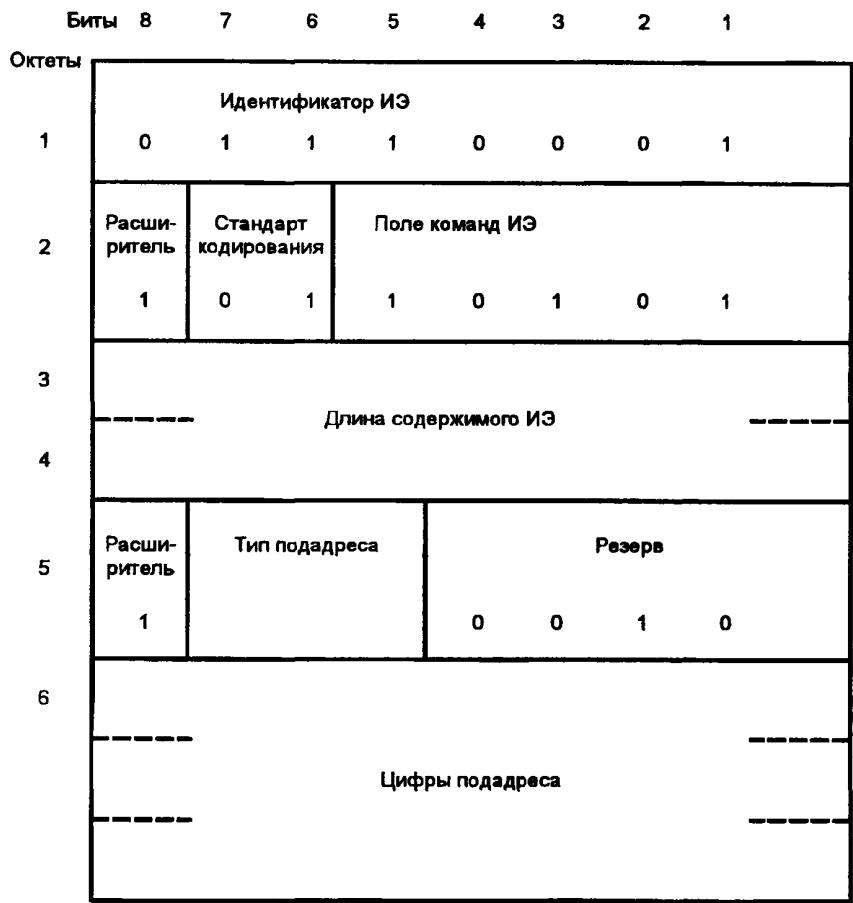 Биты 8 7 6 5 4 3 2 1
Октеты
Идентификатор ИЭ
1 0 1 1 1 0 0 0 1
2 Расши-
ритель
Стандарт
кодирования
Поле команд ИЭ
1 0 1 1 0 1 0 1
3
Длина содержимого ИЭ
4
5 Расши-
ритель
Тип подадреса
Резерв
1 0 0 1 0
6
Цифры подадреса